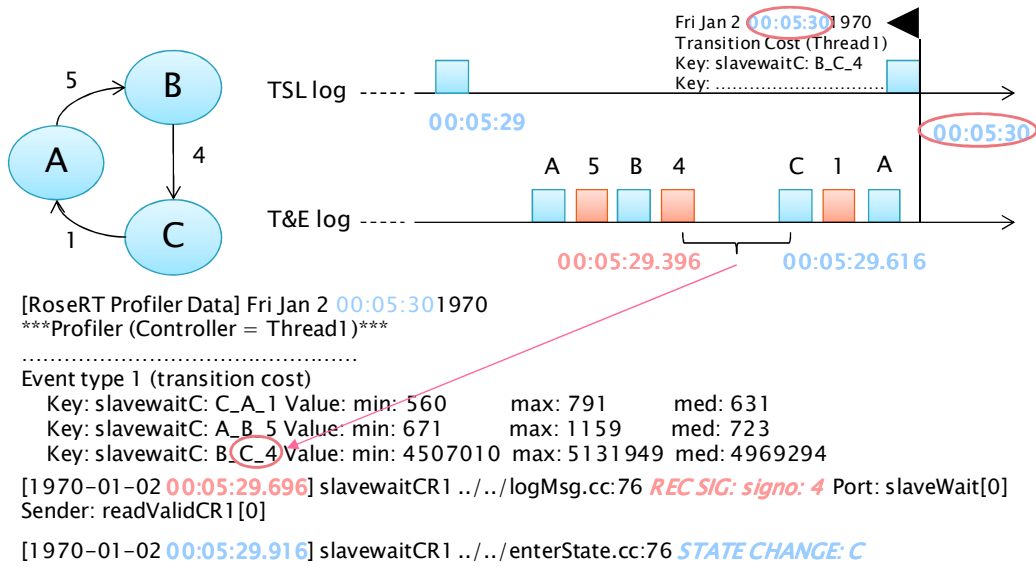 5
B
A
4
1
C
Fri Jan 2 00:05:30 1970
Transition Cost (Thread1)
Key: slavewaitC: B_C_4
Key: ................................
TSL log
00:05:29
00:05:30
A 5 B 4 C 1 A
T&E log
00:05:29.396 00:05:29.616
[RoseRT Profiler Data] Fri Jan 2 00:05:301970
***Profiler (Controller = Thread1)***
................................................
Event type 1 (transition cost)
Key: slavewaitC: C_A_1 Value: min: 560 max: 791 med: 631
Key: slavewaitC: A_B_5 Value: min: 671 max: 1159 med: 723
Key: slavewaitC: B_C_4 Value: min: 4507010 max: 5131949 med: 4969294
[1970-01-02 00:05:29.696] slavewaitCR1 ../../logMsg.cc:76 REC SIG: signo: 4 Port: slaveWait[0]
Sender: readValidCR1[0]
[1970-01-02 00:05:29.916] slavewaitCR1 ../../enterState.cc:76 STATE CHANGE: C